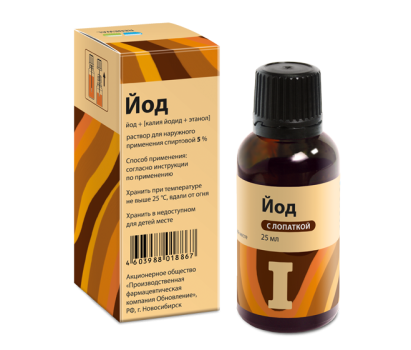 Йод
йод + [калия йодид + этанол]
раствор для наружного
применения спиртовой 5 %
Способ применения:
согласно инструкции
по применению
Хранить при температуре
не выше 25 °C, вдали от огня
Хранить в недоступном
для детей месте
4 603988 018867
Акционерное общество
«Производственная
фармацевтическая
компания Обновление»,
РФ, г. Новосибирск
Йод
С ЛОПАТКОЙ
25 мл
I